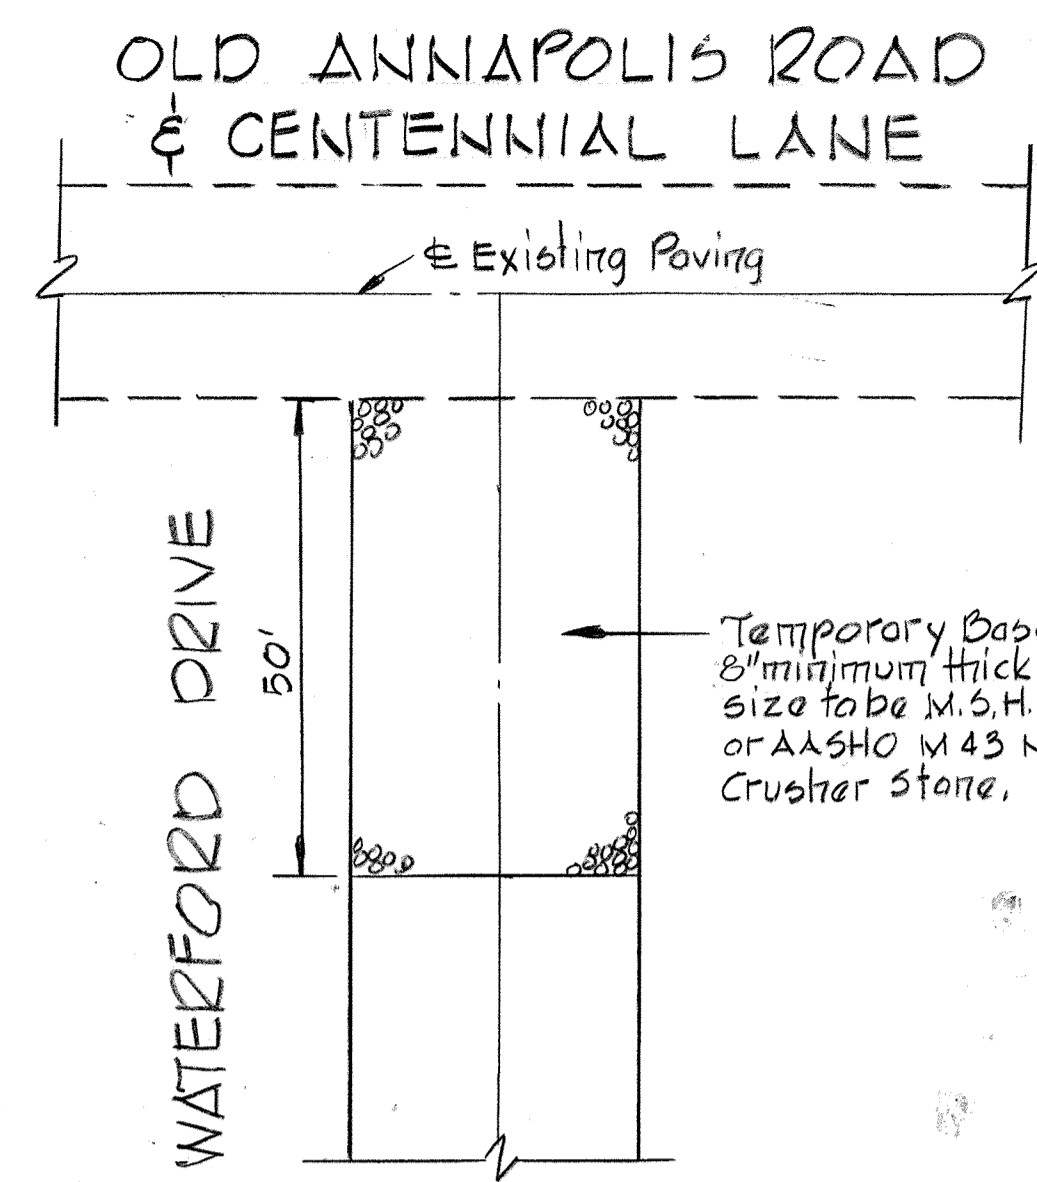 OLD ANNAPOLIS ROAD
& CENTENNIAL LANE
℄ Existing Paving
WATERFORD DRIVE
50'
Temporary Base
8" minimum thick
size to be M.S.H.
or AASHO M 43
Crusher Stone.